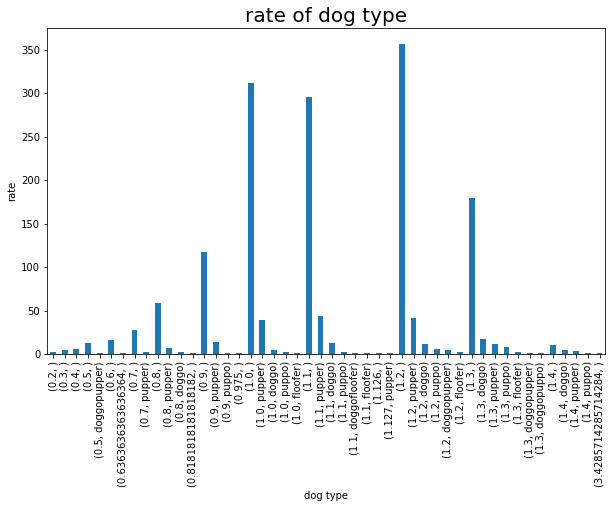 rate of dog type
350
300
250
200
150
100
50
0
rate
(0.2, )
(0.3, )
(0.4, )
(0.5, )
(0.5, doggopupper)
(0.6, )
(0.6363636363636364, )
(0.7, )
(0.7, pupper)
(0.8, )
(0.8, pupper)
(0.8, doggo)
(0.8181818181818182, )
(0.9, )
(0.9, pupper)
(0.9, puppo)
(0.975, )
(1.0, )
(1.0, pupper)
(1.0, doggo)
(1.0, puppo)
(1.0, floofer)
(1.1, )
(1.1, pupper)
(1.1, doggo)
(1.1, puppo)
(1.1, doggofloofer)
(1.1, floofer)
(1.126, )
(1.127, pupper)
(1.2, )
(1.2, pupper)
(1.2, doggo)
(1.2, puppo)
(1.2, doggopupper)
(1.2, floofer)
(1.3, )
(1.3, doggo)
(1.3, pupper)
(1.3, puppo)
(1.3, floofer)
(1.3, doggopupper)
(1.3, doggopuppo)
(1.4, )
(1.4, doggo)
(1.4, pupper)
(1.4, puppo)
(3.4285714285714284, )
dog type